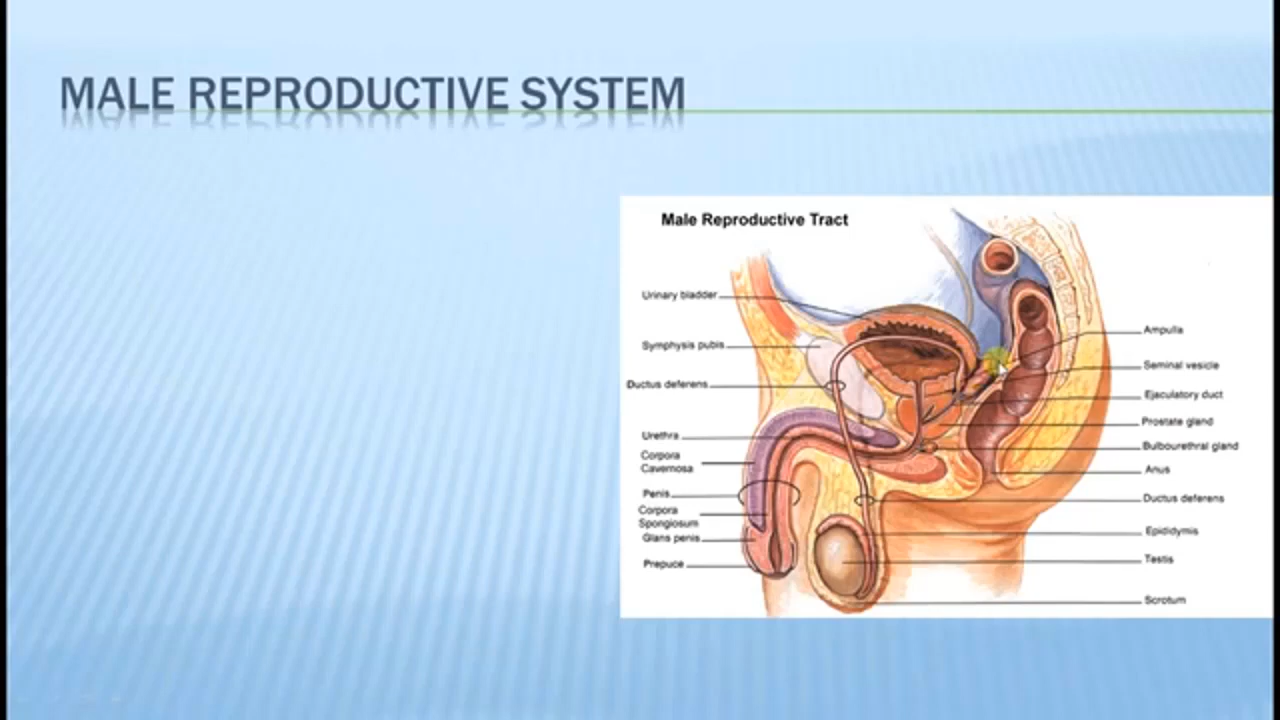 MALE REPRODUCTIVE SYSTEM
Male Reproductive Tract
Urinary bladder
Symphysis pubis
Ductus deferens
Urethra
Corpora
Cavernosa
Penis
Corpora
Spongiosum
Glans penis
Prepuce
Ampulla
Seminal vesicle
Ejaculatory duct
Prostate gland
Bulbourethral gland
Anus
Ductus deferens
Epididymis
Testis
Scrotum